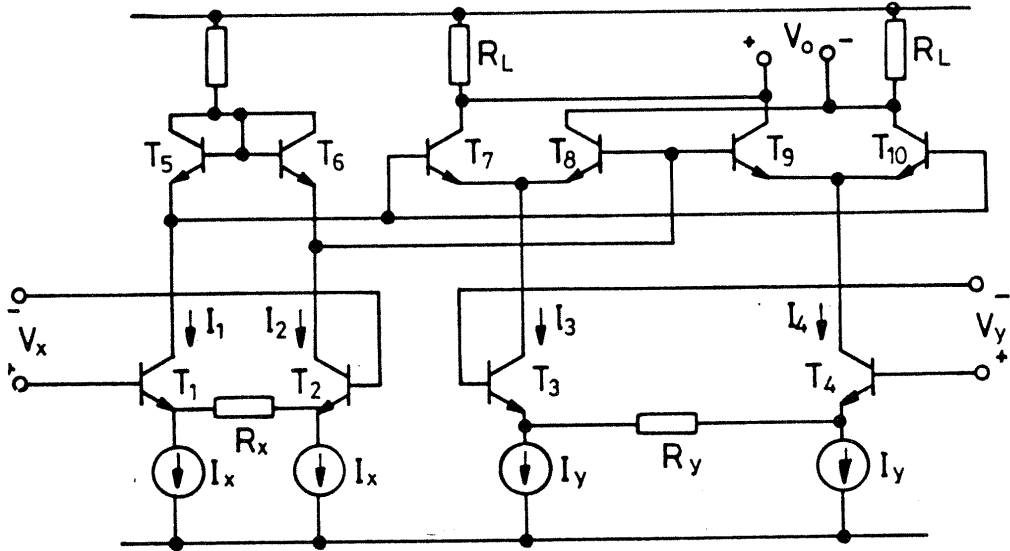 R_L
+ V_o -
R_L
T_5
T_6
T_7
T_8
T_9
T_10
-
V_x
+
I_1
I_2
I_3
I_4
-
V_y
+
T_1
T_2
T_3
T_4
R_x
R_y
I_x
I_x
I_y
I_y